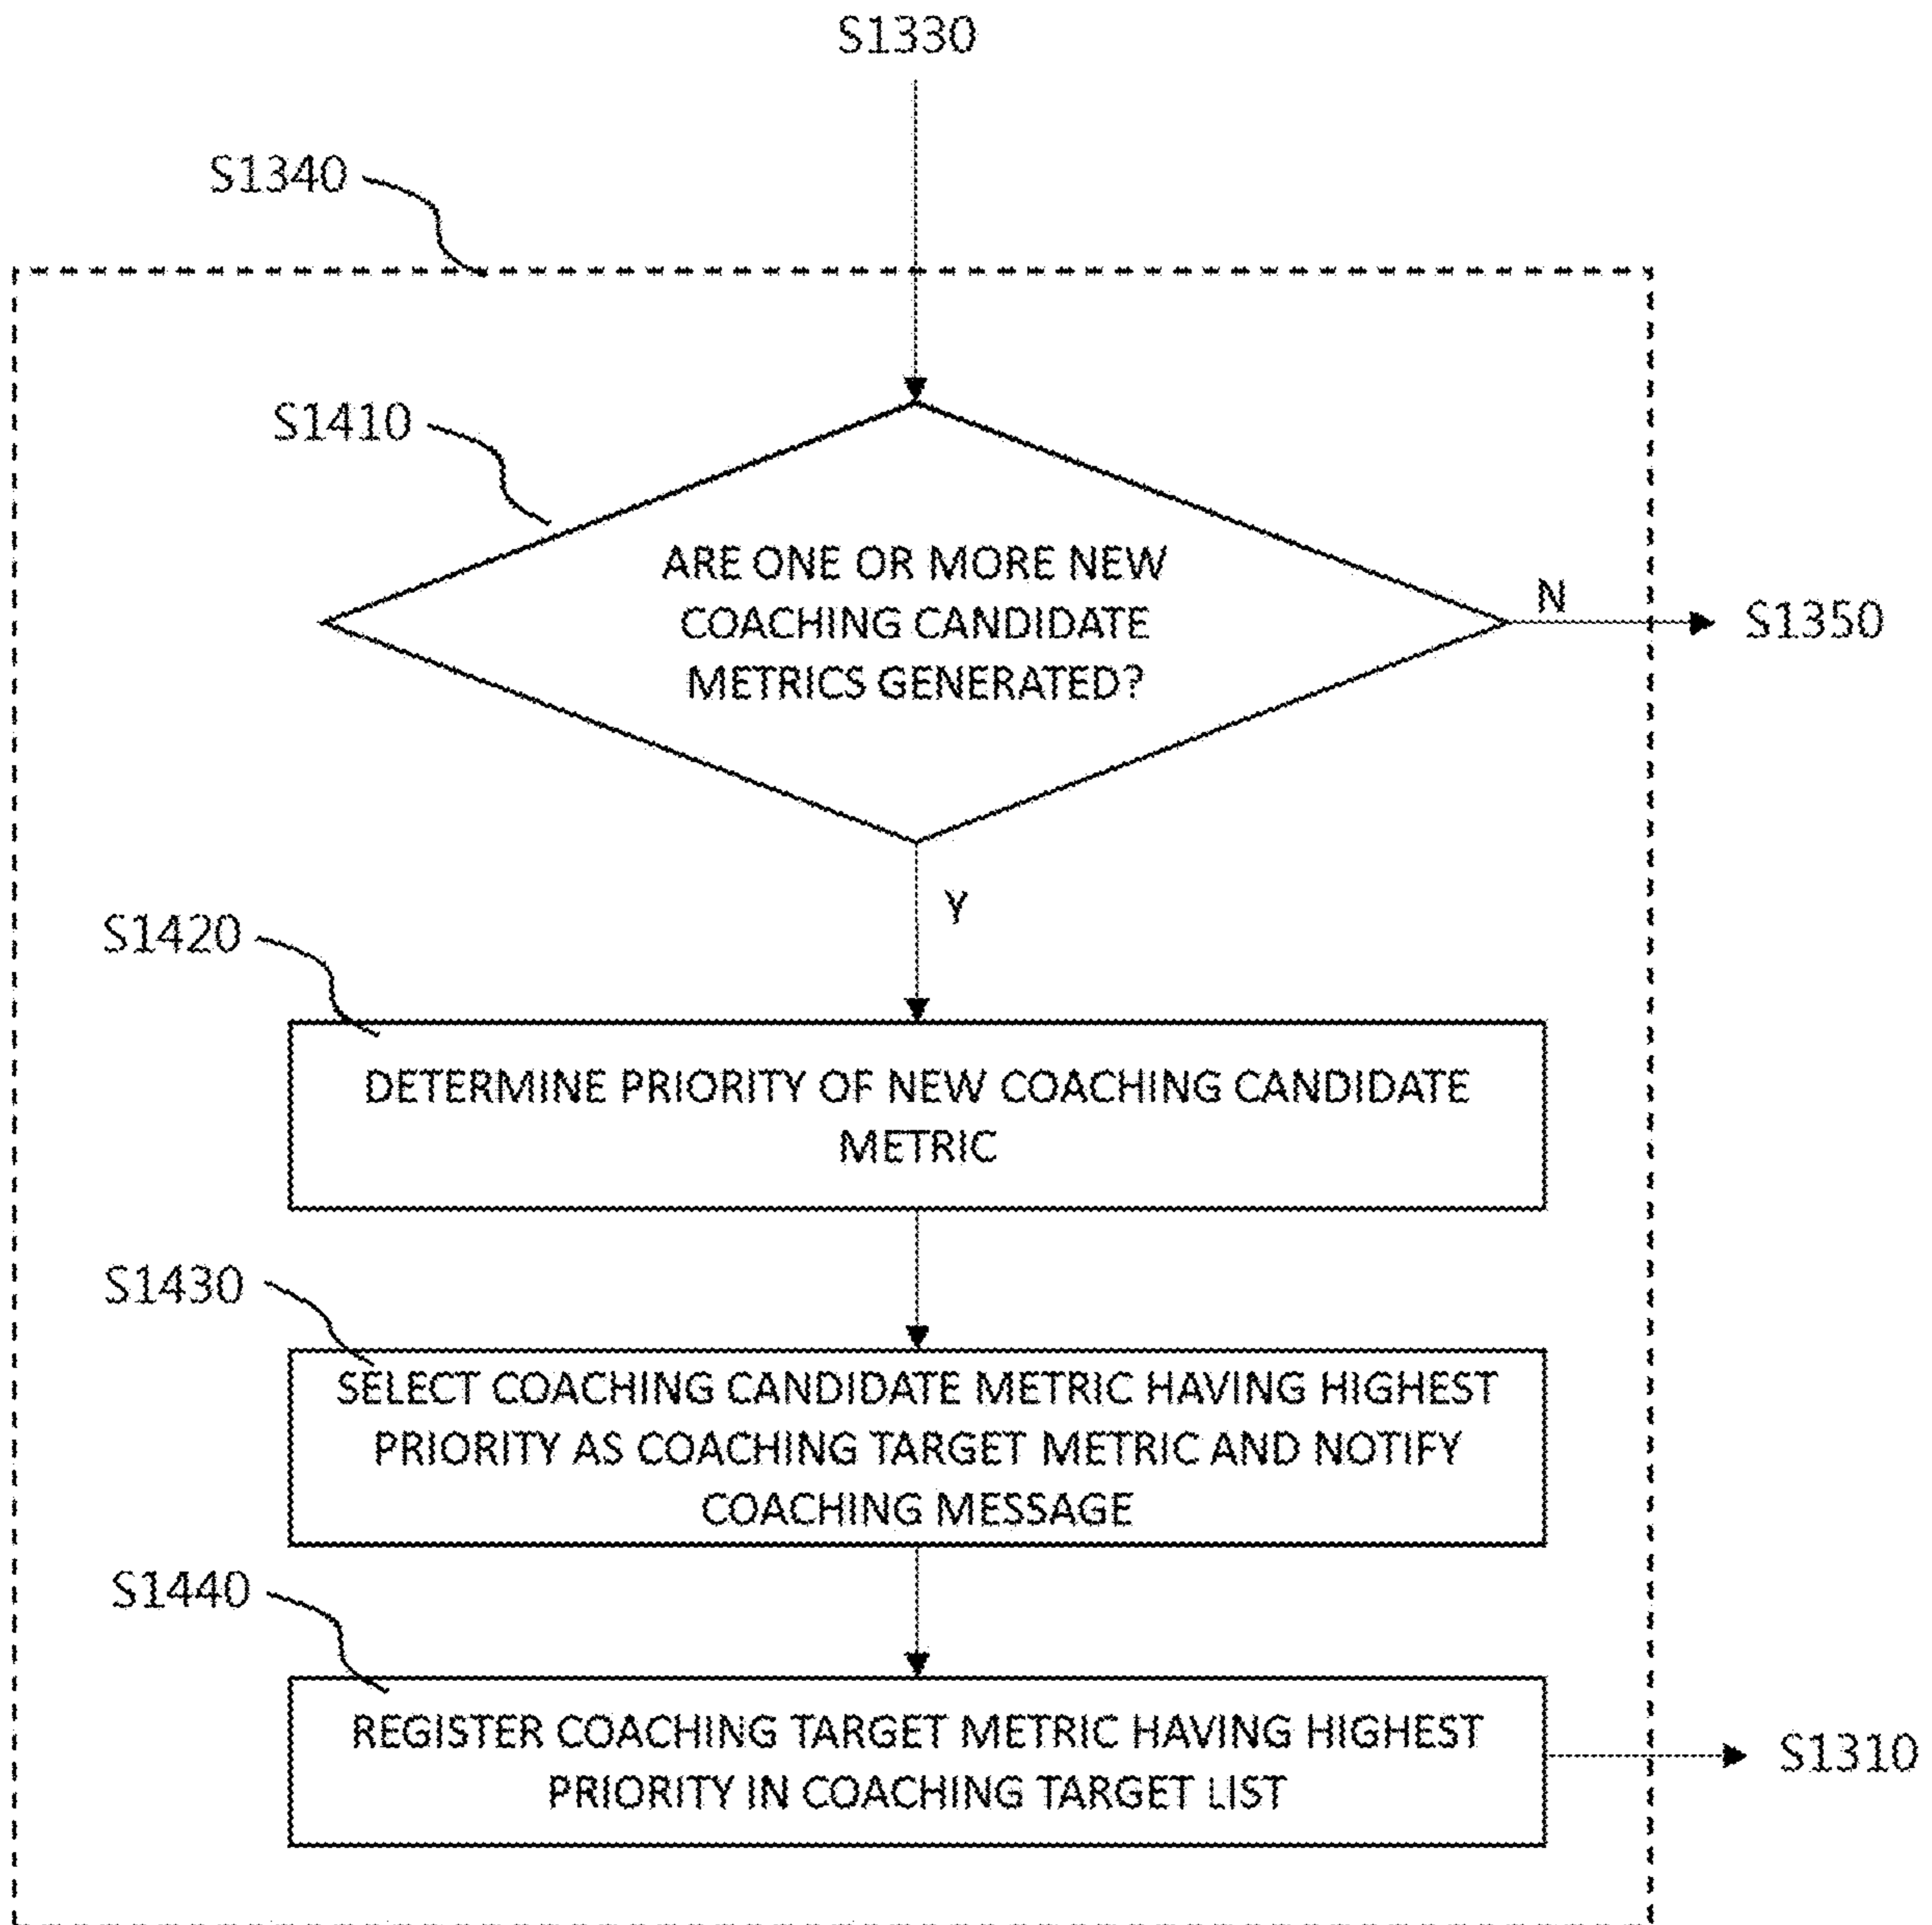 S1330
S1340
S1410
ARE ONE OR MORE NEW
COACHING CANDIDATE
METRICS GENERATED?
N
S1350
Y
S1420
DETERMINE PRIORITY OF NEW COACHING CANDIDATE
METRIC
S1430
SELECT COACHING CANDIDATE METRIC HAVING HIGHEST
PRIORITY AS COACHING TARGET METRIC AND NOTIFY
COACHING MESSAGE
S1440
REGISTER COACHING TARGET METRIC HAVING HIGHEST
PRIORITY IN COACHING TARGET LIST
S1310